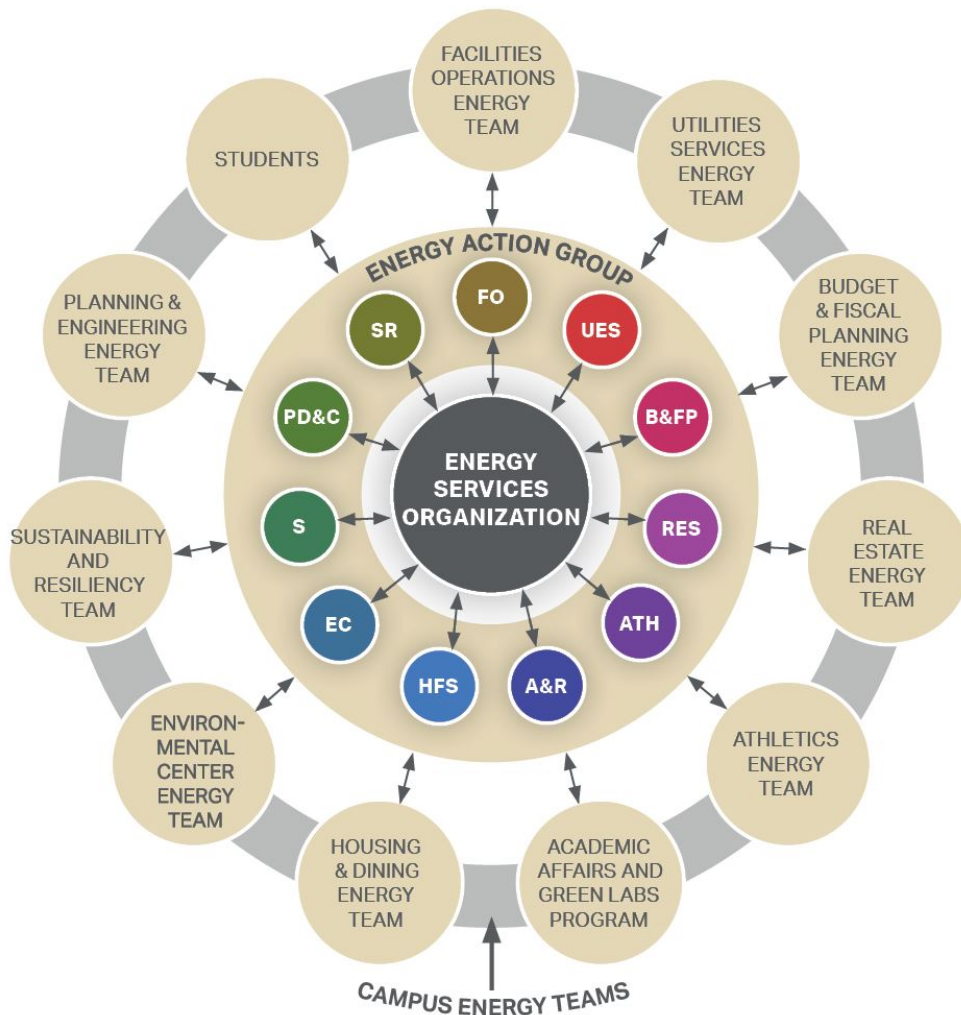 FACILITIES
OPERATIONS
ENERGY
TEAM
UTILITIES
SERVICES
ENERGY
TEAM
BUDGET
& FISCAL
PLANNING
ENERGY
TEAM
REAL
ESTATE
ENERGY
TEAM
ATHLETICS
ENERGY
TEAM
ACADEMIC
AFFAIRS AND
GREEN LABS
PROGRAM
HOUSING
& DINING
ENERGY
TEAM
ENVIRON-
MENTAL
CENTER
ENERGY
TEAM
SUSTAINABILITY
AND
RESILIENCY
TEAM
PLANNING &
ENGINEERING
ENERGY
TEAM
STUDENTS
ENERGY ACTION GROUP
FO
UES
B&FP
RES
ATH
A&R
HFS
EC
S
PD&C
SR
ENERGY
SERVICES
ORGANIZATION
CAMPUS ENERGY TEAMS